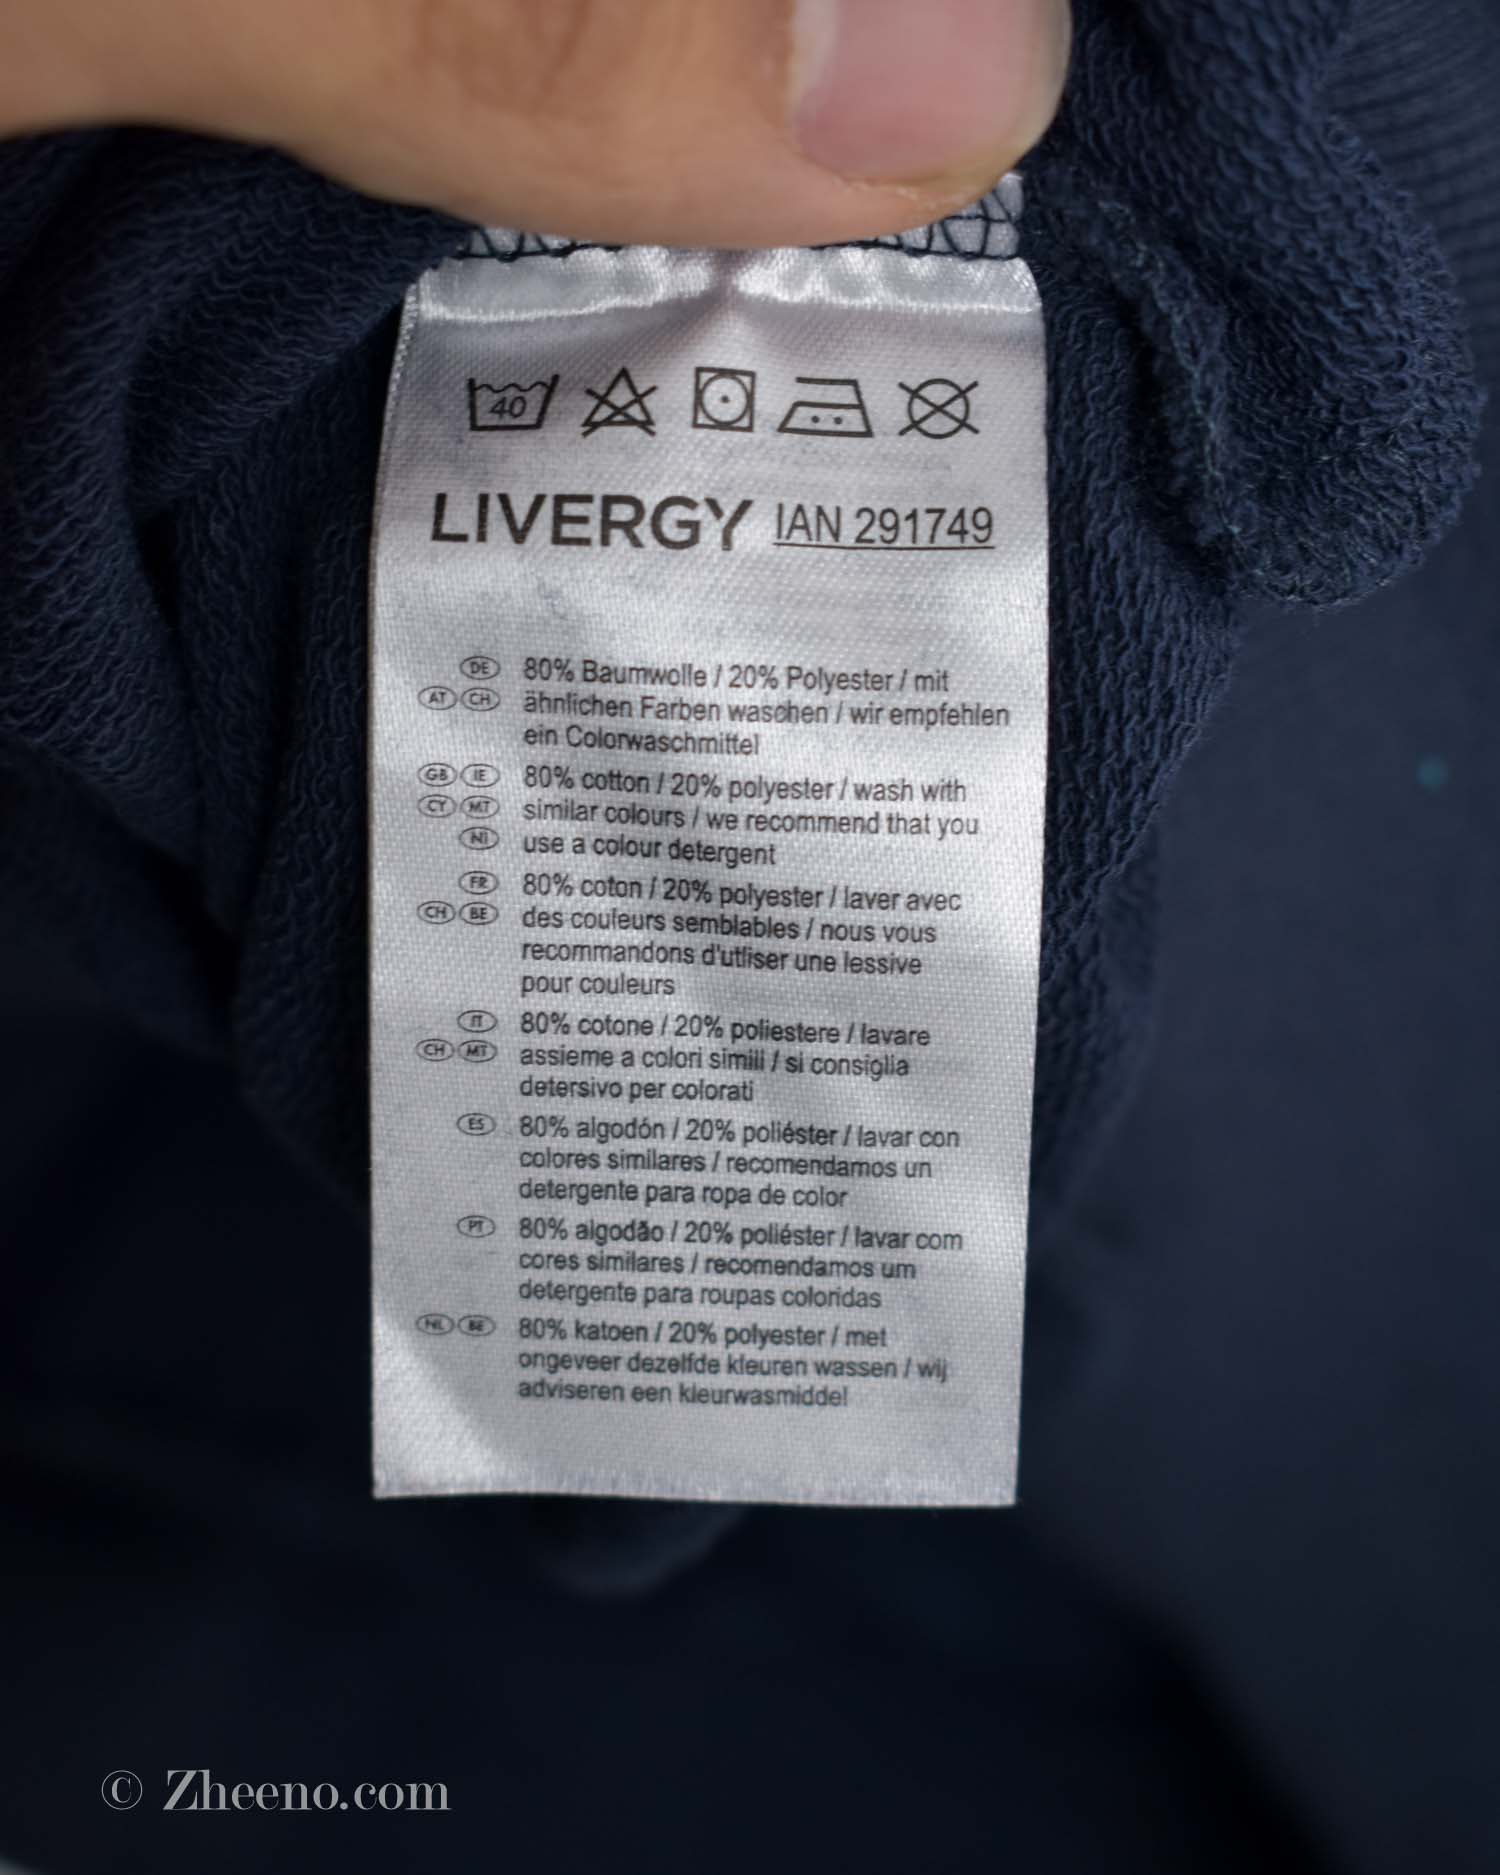 40
LIVERGY IAN 291749
DE 80% Baumwolle / 20% Polyester / mit
AT CH ähnlichen Farben waschen / wir empfehlen
ein Colorwaschmittel
GB IE 80% cotton / 20% polyester / wash with
CY MT similar colours / we recommend that you
NI use a colour detergent
FR 80% coton / 20% polyester / laver avec
CH BE des couleurs semblables / nous vous
recommandons d'utliser une lessive
pour couleurs
IT 80% cotone / 20% poliestere / lavare
CH MT assieme a colori simili / si consiglia
detersivo per colorati
ES 80% algodón / 20% poliéster / lavar con
colores similares / recomendamos un
detergente para ropa de color
PT 80% algodão / 20% poliéster / lavar com
cores similares / recomendamos um
detergente para roupas coloridas
NL BE 80% katoen / 20% polyester / met
ongeveer dezelfde kleuren wassen / wij
adviseren een kleurwasmiddel
© Zheeno.com